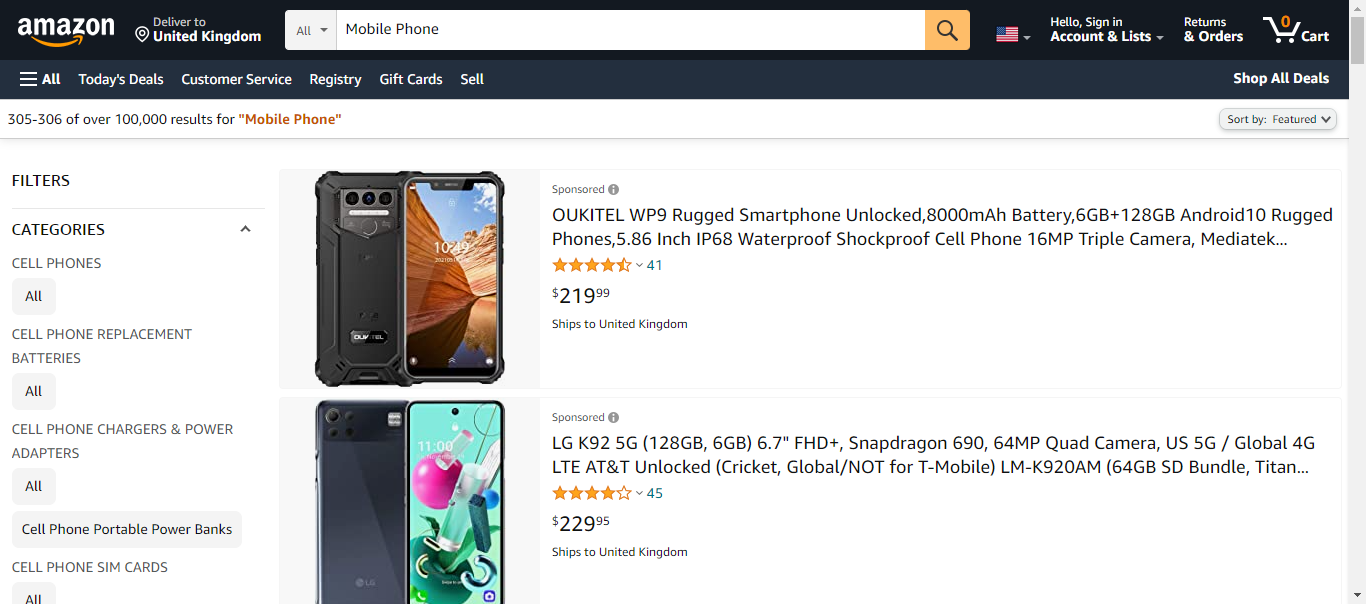 amazon
Deliver to
United Kingdom
All
Mobile Phone
Hello, Sign in
Account & Lists
Returns
& Orders
0
Cart
All
Today's Deals
Customer Service
Registry
Gift Cards
Sell
Shop All Deals
305-306 of over 100,000 results for "Mobile Phone"
Sort by: Featured
FILTERS
CATEGORIES
CELL PHONES
All
CELL PHONE REPLACEMENT
BATTERIES
All
CELL PHONE CHARGERS & POWER
ADAPTERS
All
Cell Phone Portable Power Banks
CELL PHONE SIM CARDS
All
10:49
OUKITEL
Sponsored
OUKITEL WP9 Rugged Smartphone Unlocked,8000mAh Battery,6GB+128GB Android10 Rugged
Phones,5.86 Inch IP68 Waterproof Shockproof Cell Phone 16MP Triple Camera, Mediatek...
41
$219.99
Ships to United Kingdom
11:00
LG
Sponsored
LG K92 5G (128GB, 6GB) 6.7" FHD+, Snapdragon 690, 64MP Quad Camera, US 5G / Global 4G
LTE AT&T Unlocked (Cricket, Global/NOT for T-Mobile) LM-K920AM (64GB SD Bundle, Titan...
45
$229.95
Ships to United Kingdom